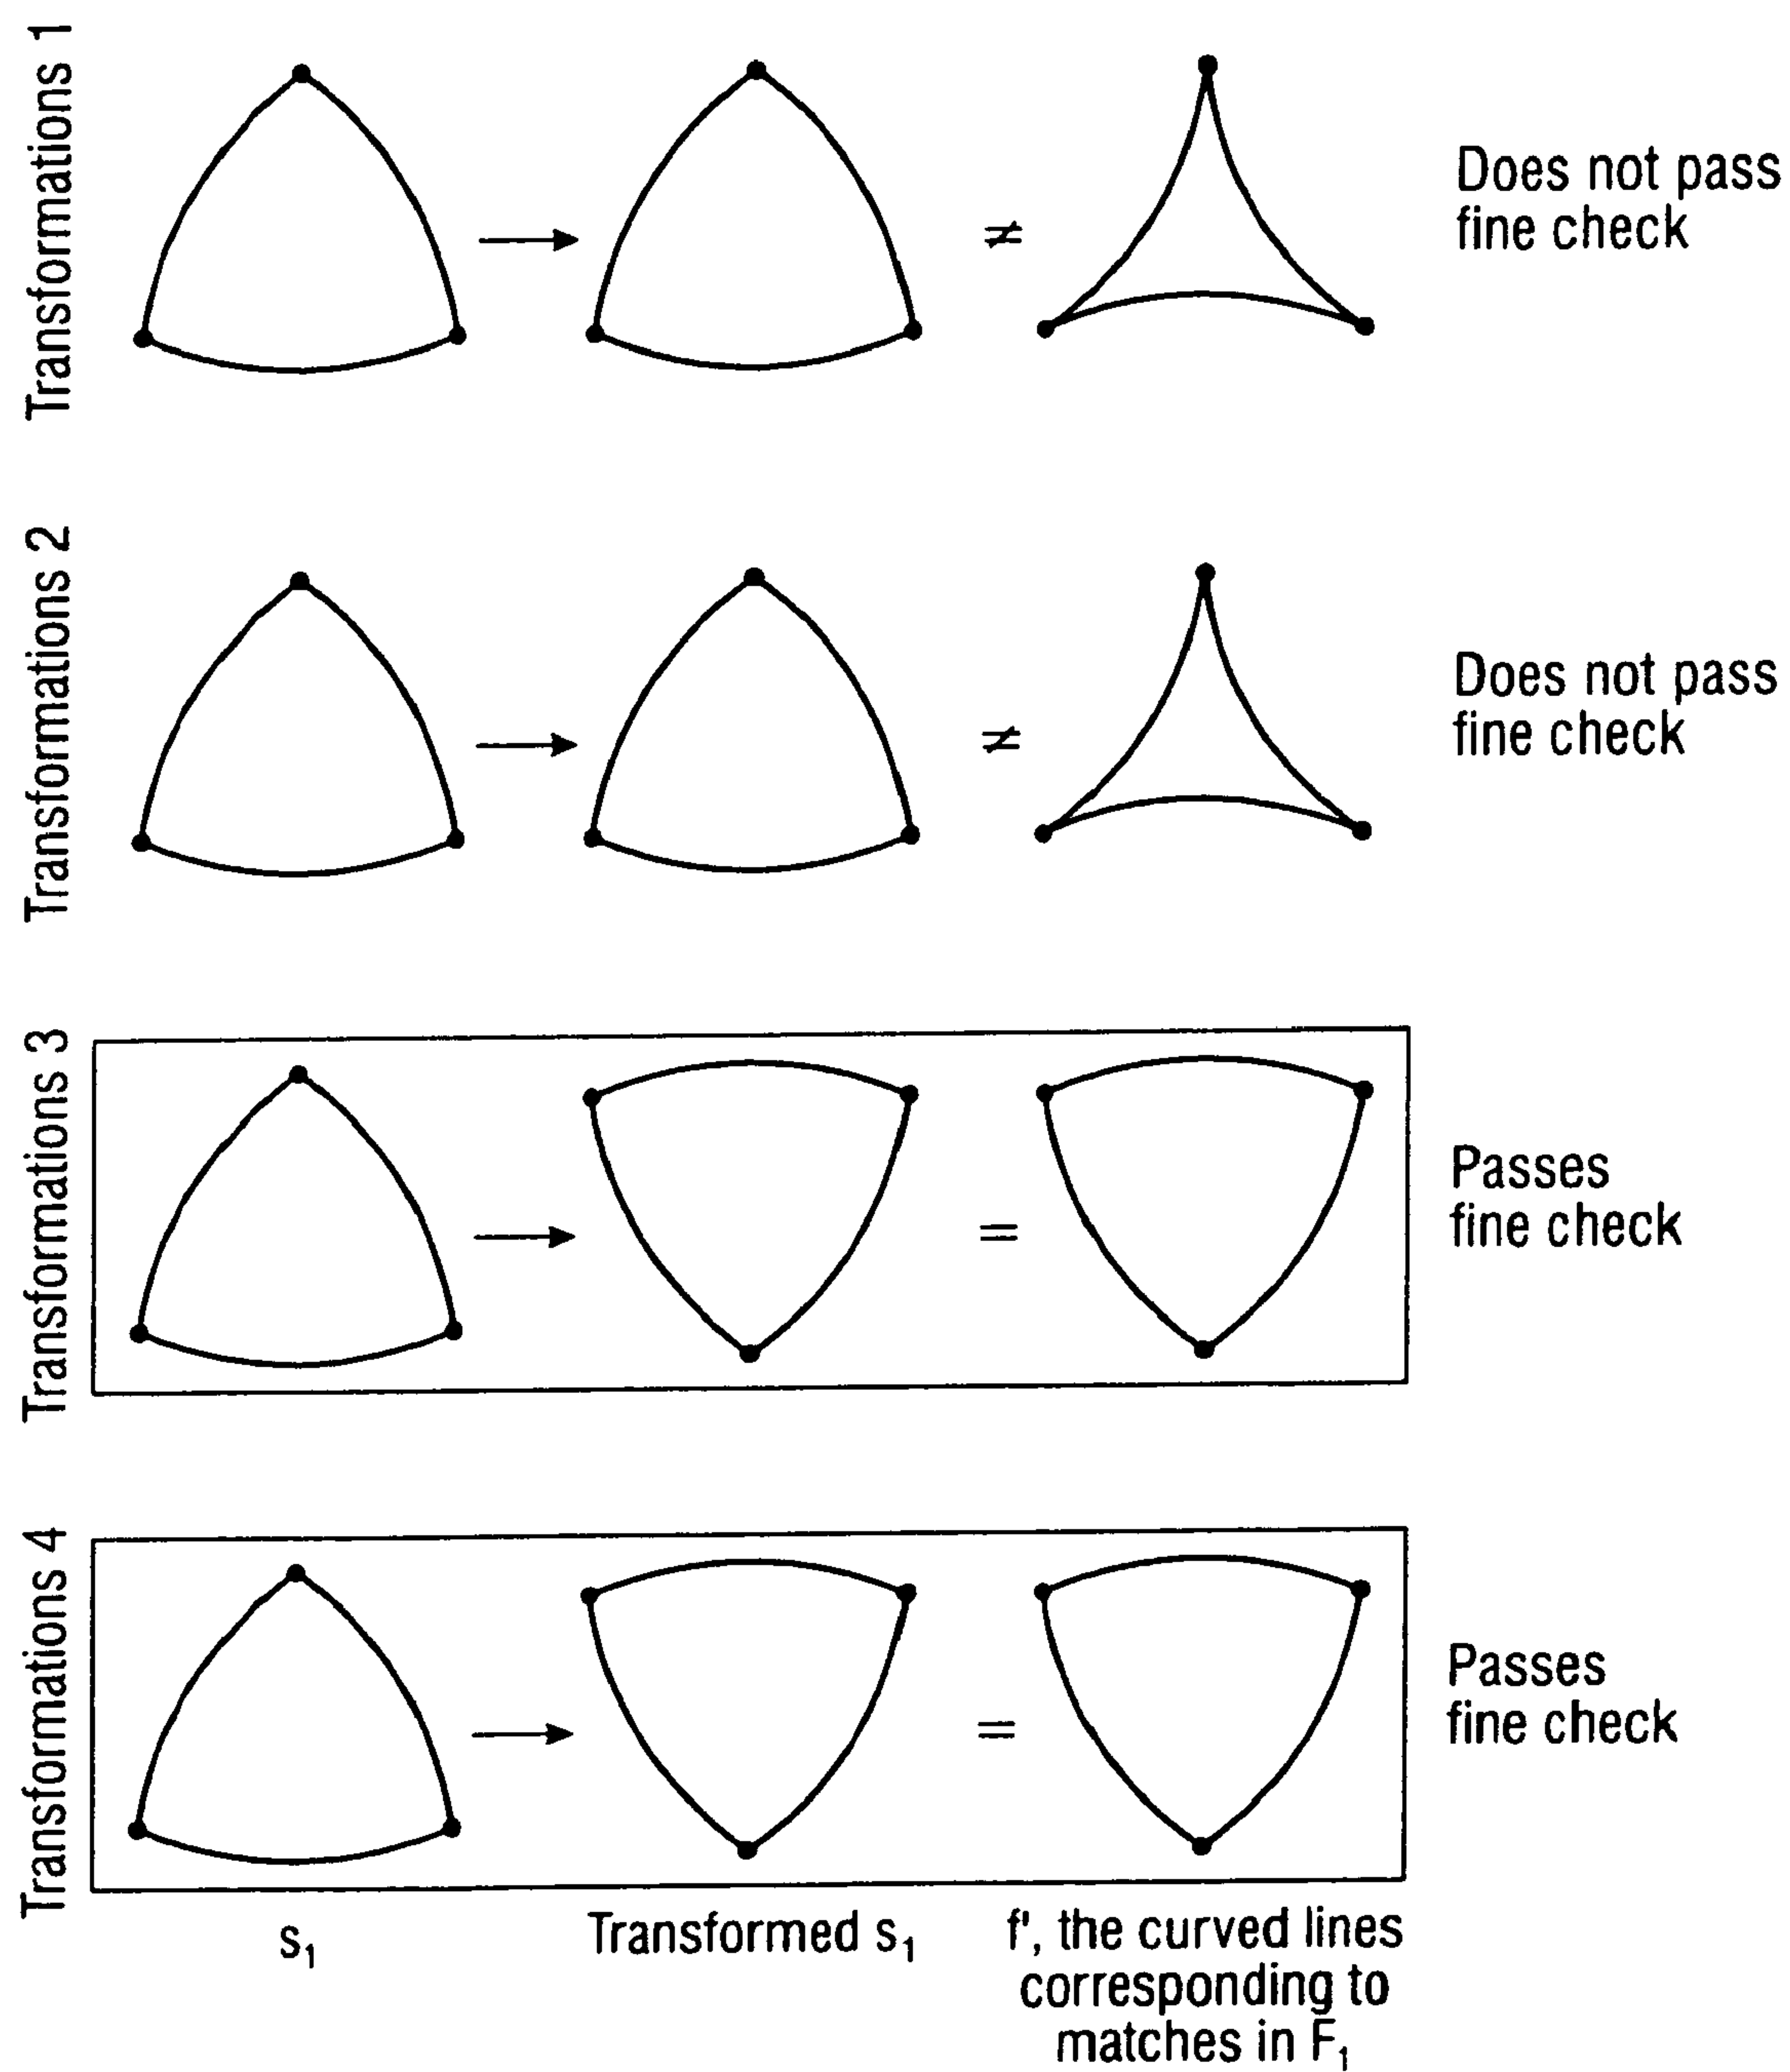 Transformations 1
≠
Does not pass
fine check
Transformations 2
≠
Does not pass
fine check
Transformations 3
=
Passes
fine check
Transformations 4
=
Passes
fine check
s₁
Transformed s₁
f', the curved lines
corresponding to
matches in F₁